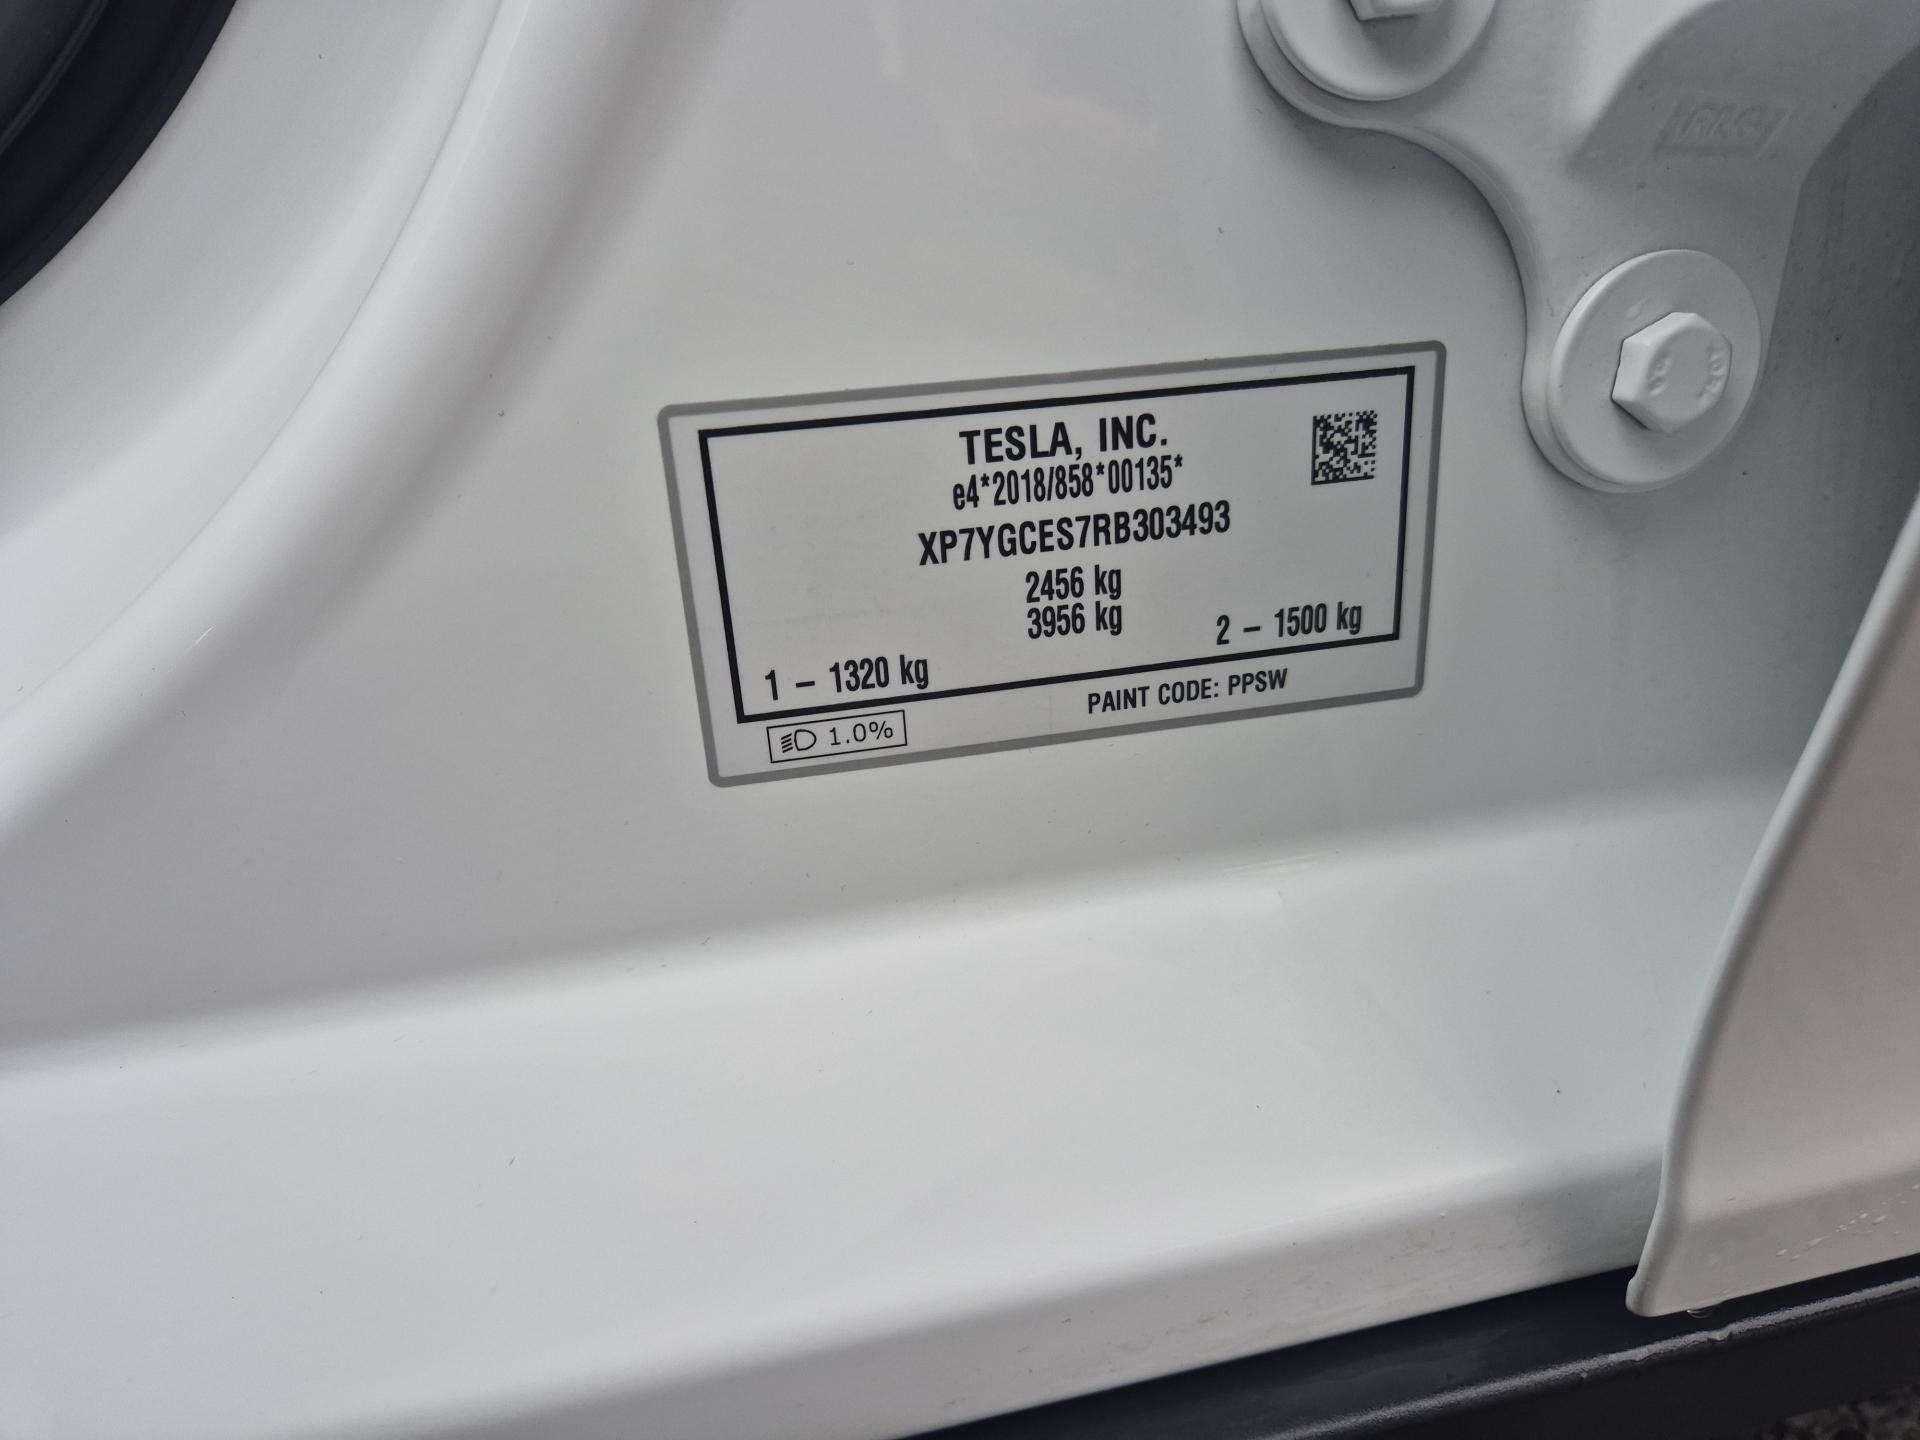 TESLA, INC.
e4*2018/858*00135*
XP7YGCES7RB303493
2456 kg
3956 kg
1 – 1320 kg
2 – 1500 kg
1.0%
PAINT CODE: PPSW